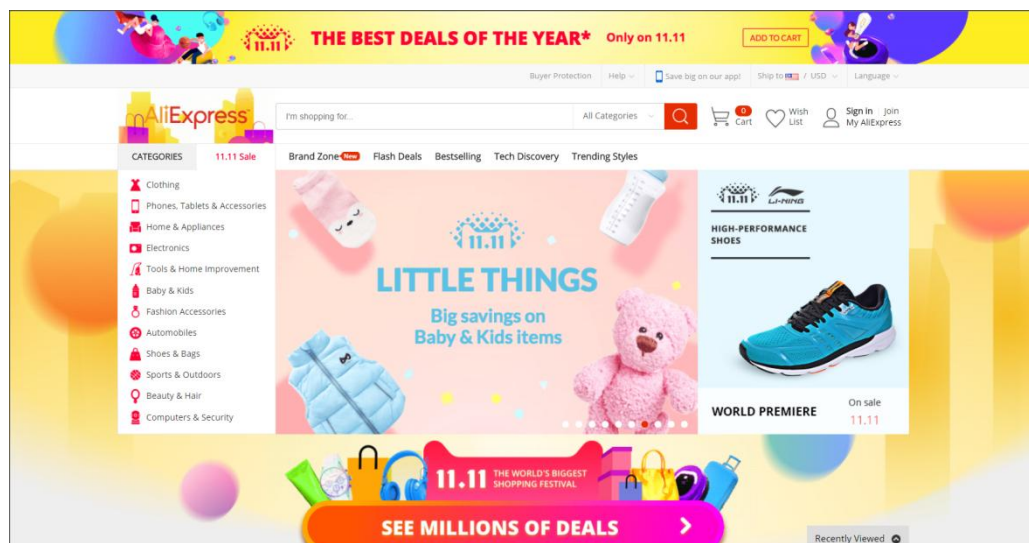 11.11
THE BEST DEALS OF THE YEAR*
Only on 11.11
ADD TO CART
Buyer Protection
Help
Save big on our app!
Ship to / USD
Language
AliExpress
I'm shopping for...
All Categories
0
Cart
Wish
List
Sign in Join
My AliExpress
CATEGORIES
11.11 Sale
Brand Zone New
Flash Deals
Bestselling
Tech Discovery
Trending Styles
Clothing
Phones, Tablets & Accessories
Home & Appliances
Electronics
Tools & Home Improvement
Baby & Kids
Fashion Accessories
Automobiles
Shoes & Bags
Sports & Outdoors
Beauty & Hair
Computers & Security
11.11
LITTLE THINGS
Big savings on
Baby & Kids items
11.11
LI-NING
HIGH-PERFORMANCE
SHOES
WORLD PREMIERE
On sale
11.11
11.11
THE WORLD'S BIGGEST
SHOPPING FESTIVAL
SEE MILLIONS OF DEALS
Recently Viewed